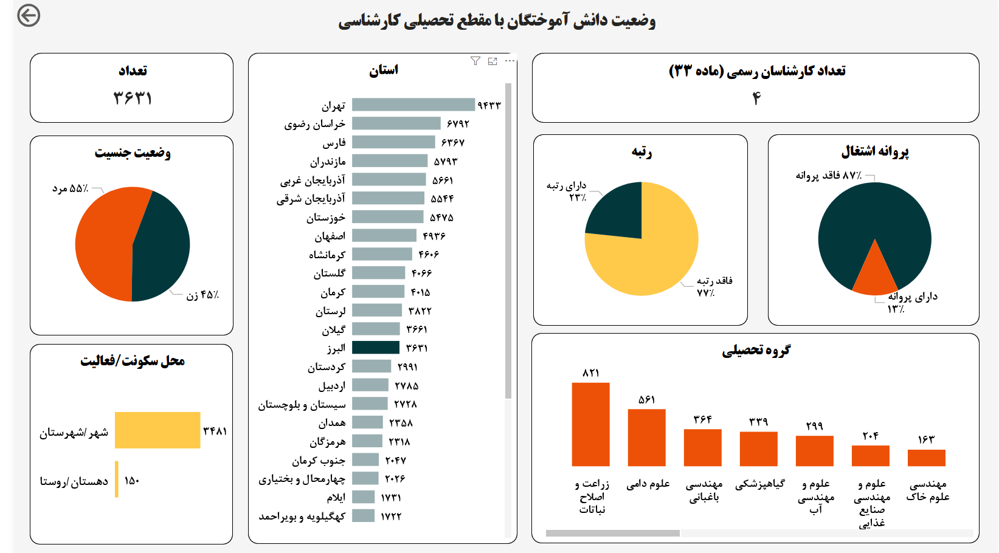 وضعیت دانش آموختگان با مقطع تحصیلی کارشناسی
تعداد کارشناسان رسمی (ماده ۳۳)
۴
پروانه اشتغال
۸۷٪ فاقد پروانه
دارای پروانه
۱۳٪
رتبه
دارای رتبه
۲۳٪
فاقد رتبه
۷۷٪
گروه تحصیلی
۸۲۱
۵۶۱
۳۶۴
۳۳۹
۲۹۹
۲۰۴
۱۶۳
زراعت و
اصلاح
نباتات
علوم دامی
مهندسی
باغبانی
گیاهپزشکی
علوم و
مهندسی
آب
علوم و
مهندسی
صنایع
غذایی
مهندسی
علوم خاک
استان
تهران ۹۴۳۳
خراسان رضوی ۶۷۹۲
فارس ۶۳۶۷
مازندران ۵۷۹۳
آذربایجان غربی ۵۶۶۱
آذربایجان شرقی ۵۵۴۴
خوزستان ۵۴۷۵
اصفهان ۴۹۳۶
کرمانشاه ۴۶۰۶
گلستان ۴۰۶۶
کرمان ۴۰۱۵
لرستان ۳۸۲۲
گیلان ۳۶۶۱
البرز ۳۶۳۱
کردستان ۲۹۹۱
اردبیل ۲۷۸۵
سیستان و بلوچستان ۲۷۲۸
همدان ۲۳۵۸
هرمزگان ۲۳۱۸
جنوب کرمان ۲۰۴۷
چهارمحال و بختیاری ۲۰۲۶
ایلام ۱۷۳۱
کهگیلویه و بویراحمد ۱۷۲۲
تعداد
۳۶۳۱
وضعیت جنسیت
۵۵٪ مرد
۴۵٪ زن
محل سکونت/فعالیت
شهر/شهرستان ۳۴۸۱
دهستان/روستا ۱۵۰